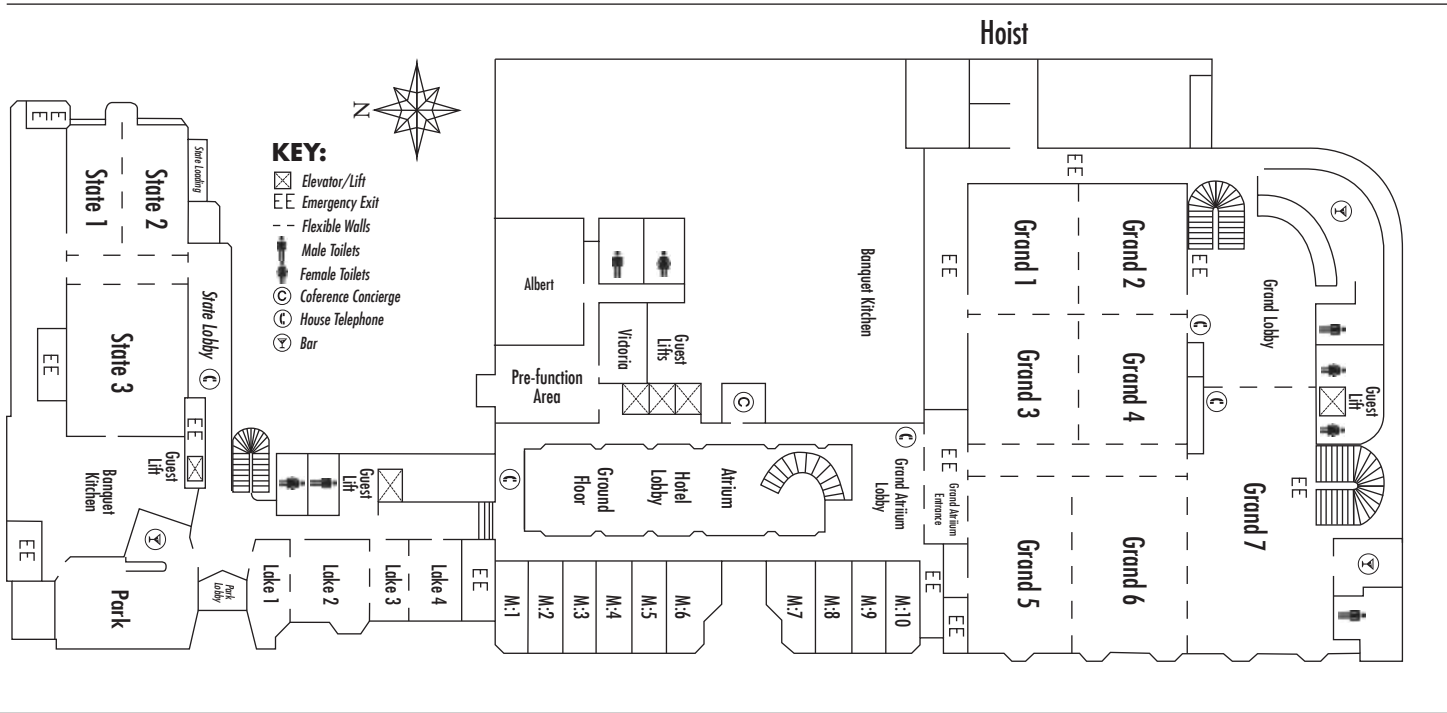 Hoist
N
KEY:
Elevator/Lift
EE Emergency Exit
Flexible Walls
Male Toilets
Female Toilets
C Coference Concierge
House Telephone
Bar
EE
State 1
State 2
State Loading
State 3
State Lobby
EE
EE
Guest
Lift
Banquet
Kitchen
EE
Park
Park
Lobby
Guest
Lift
Lake 1
Lake 2
Lake 3
Lake 4
EE
Albert
Victoria
Guest
Lifts
Pre-function
Area
C
Banquet Kitchen
Ground
Floor
Hotel
Lobby
Atrium
Grand Atriium
Lobby
EE
Grand Atriium
Entrance
M:1
M:2
M:3
M:4
M:5
M:6
M:7
M:8
M:9
M:10
EE
EE
EE
EE
Grand 1
Grand 2
Grand 3
Grand 4
Grand 5
Grand 6
Grand 7
EE
Grand Lobby
Guest
Lift
EE